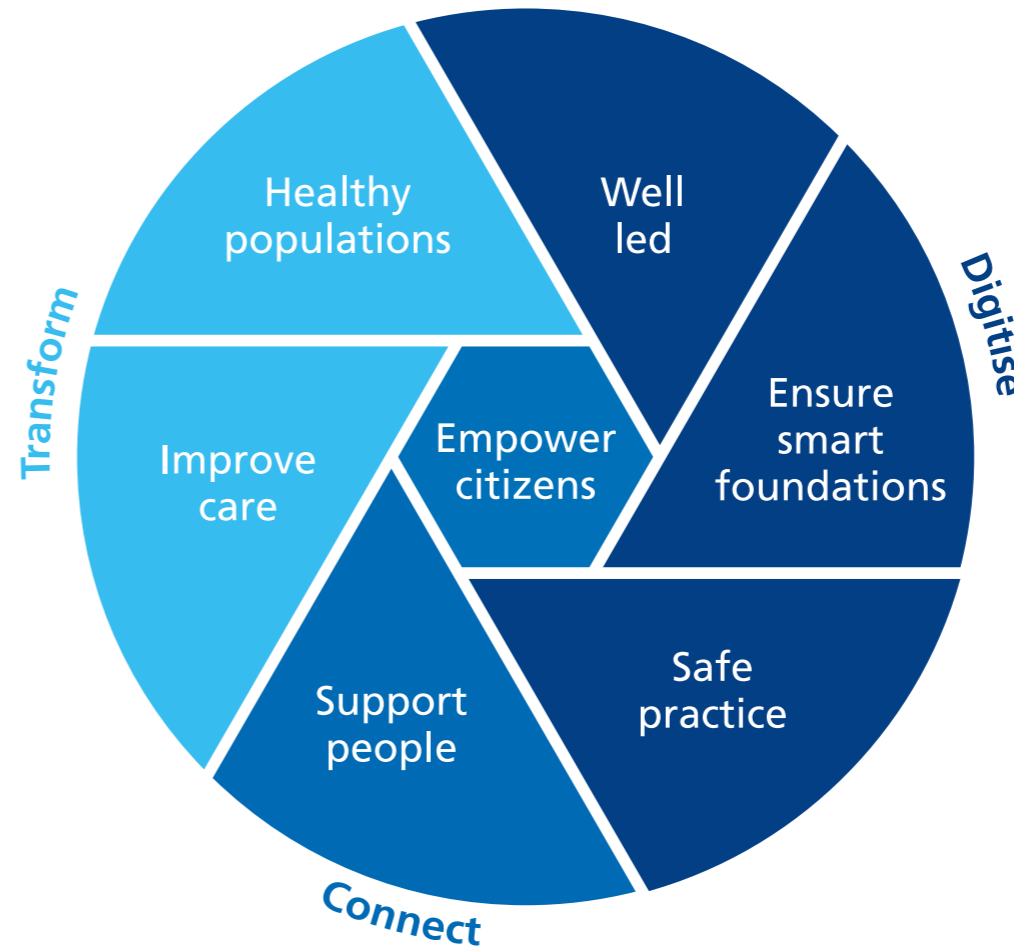 Healthy
populations
Well
led
Digitise
Ensure
smart
foundations
Safe
practice
Connect
Support
people
Transform
Improve
care
Empower
citizens